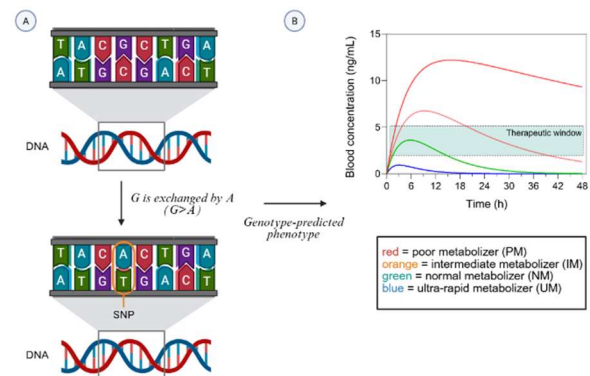 A
T A C G C T G A
A T G C G A C T
DNA
G is exchanged by A
(G>A)
T A C A C T G A
A T G T G A C T
SNP
DNA
Genotype-predicted
phenotype
B
Blood concentration (ng/mL)
15
10
5
0
Therapeutic window
0 6 12 18 24 30 36 42 48
Time (h)
red = poor metabolizer (PM)
orange = intermediate metabolizer (IM)
green = normal metabolizer (NM)
blue = ultra-rapid metabolizer (UM)